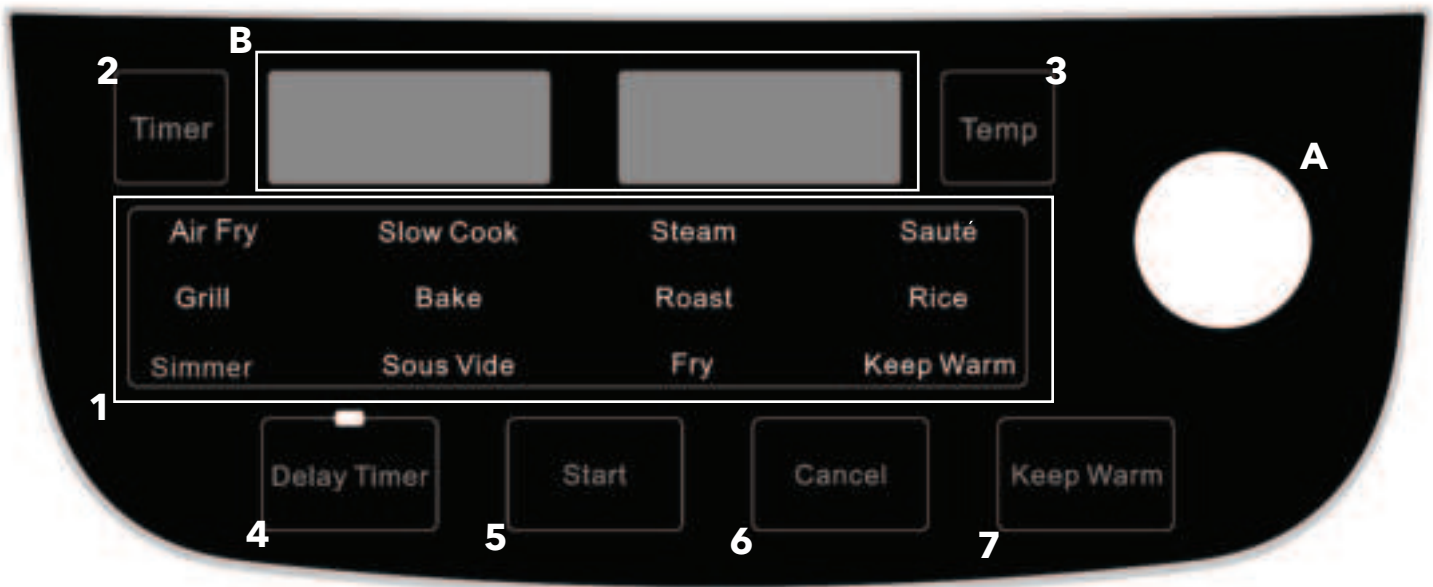 B
2
3
Timer
Temp
A
Air Fry Slow Cook Steam Sauté
Grill Bake Roast Rice
Simmer Sous Vide Fry Keep Warm
1
Delay Timer Start Cancel Keep Warm
4 5 6 7